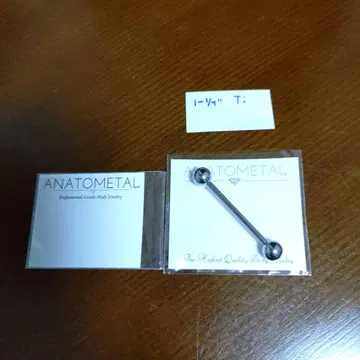 1-1/4" Ti
ANATOMETAL
Professional Grade Body Jewelry
ANATOMETAL
The Highest Quality Body Jewelry